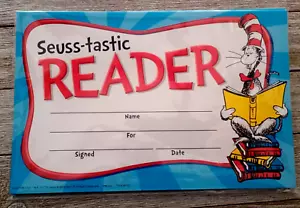 Seuss-tastic
READER
Name
For
Signed Date